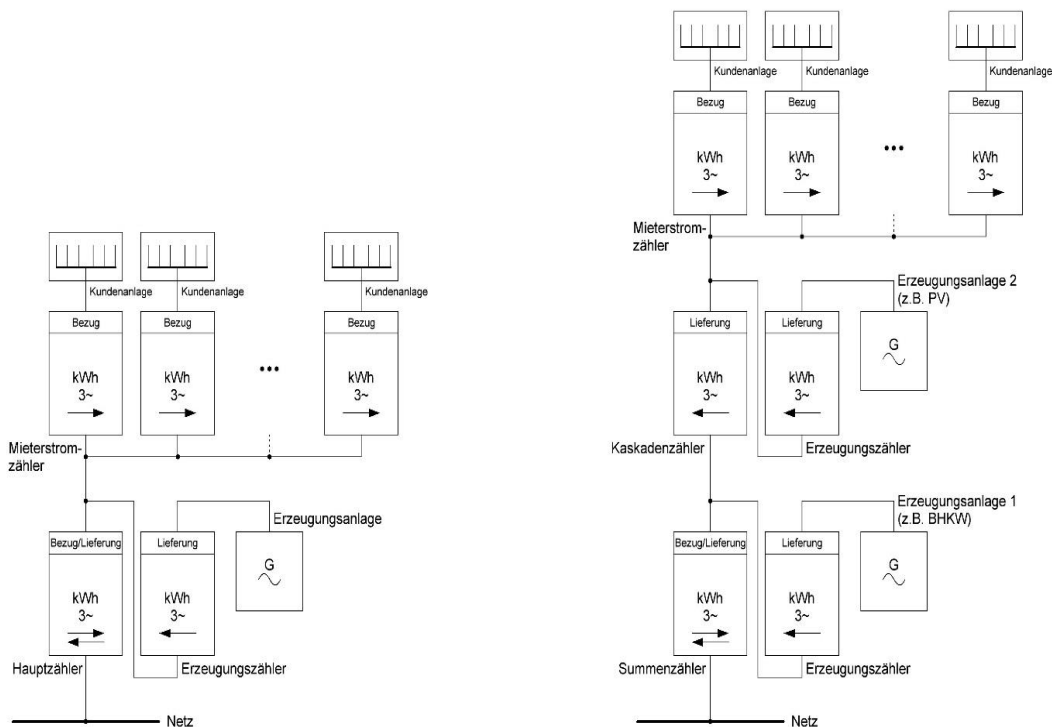 Kundenanlage
Kundenanlage
Kundenanlage
Bezug
Bezug
Bezug
kWh
3~
kWh
3~
•••
kWh
3~
Mieterstrom-
zähler
Erzeugungsanlage
Bezug/Lieferung
Lieferung
G
kWh
3~
kWh
3~
Hauptzähler
Erzeugungszähler
Netz
Kundenanlage
Kundenanlage
Kundenanlage
Bezug
Bezug
Bezug
kWh
3~
kWh
3~
•••
kWh
3~
Mieterstrom-
zähler
Erzeugungsanlage 2
(z.B. PV)
Lieferung
Lieferung
G
kWh
3~
kWh
3~
Kaskadenzähler
Erzeugungszähler
Erzeugungsanlage 1
(z.B. BHKW)
Bezug/Lieferung
Lieferung
G
kWh
3~
kWh
3~
Summenzähler
Erzeugungszähler
Netz